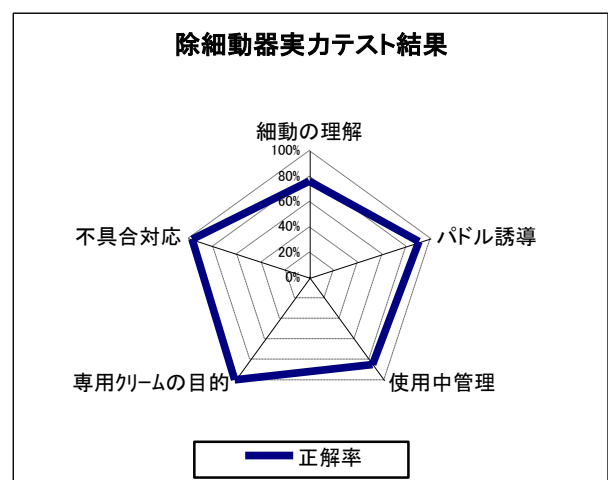 除細動器実力テスト結果
細動の理解
100%
80%
60%
40%
20%
0%
パドル誘導
使用中管理
専用ｸﾘｰﾑの目的
不具合対応
正解率